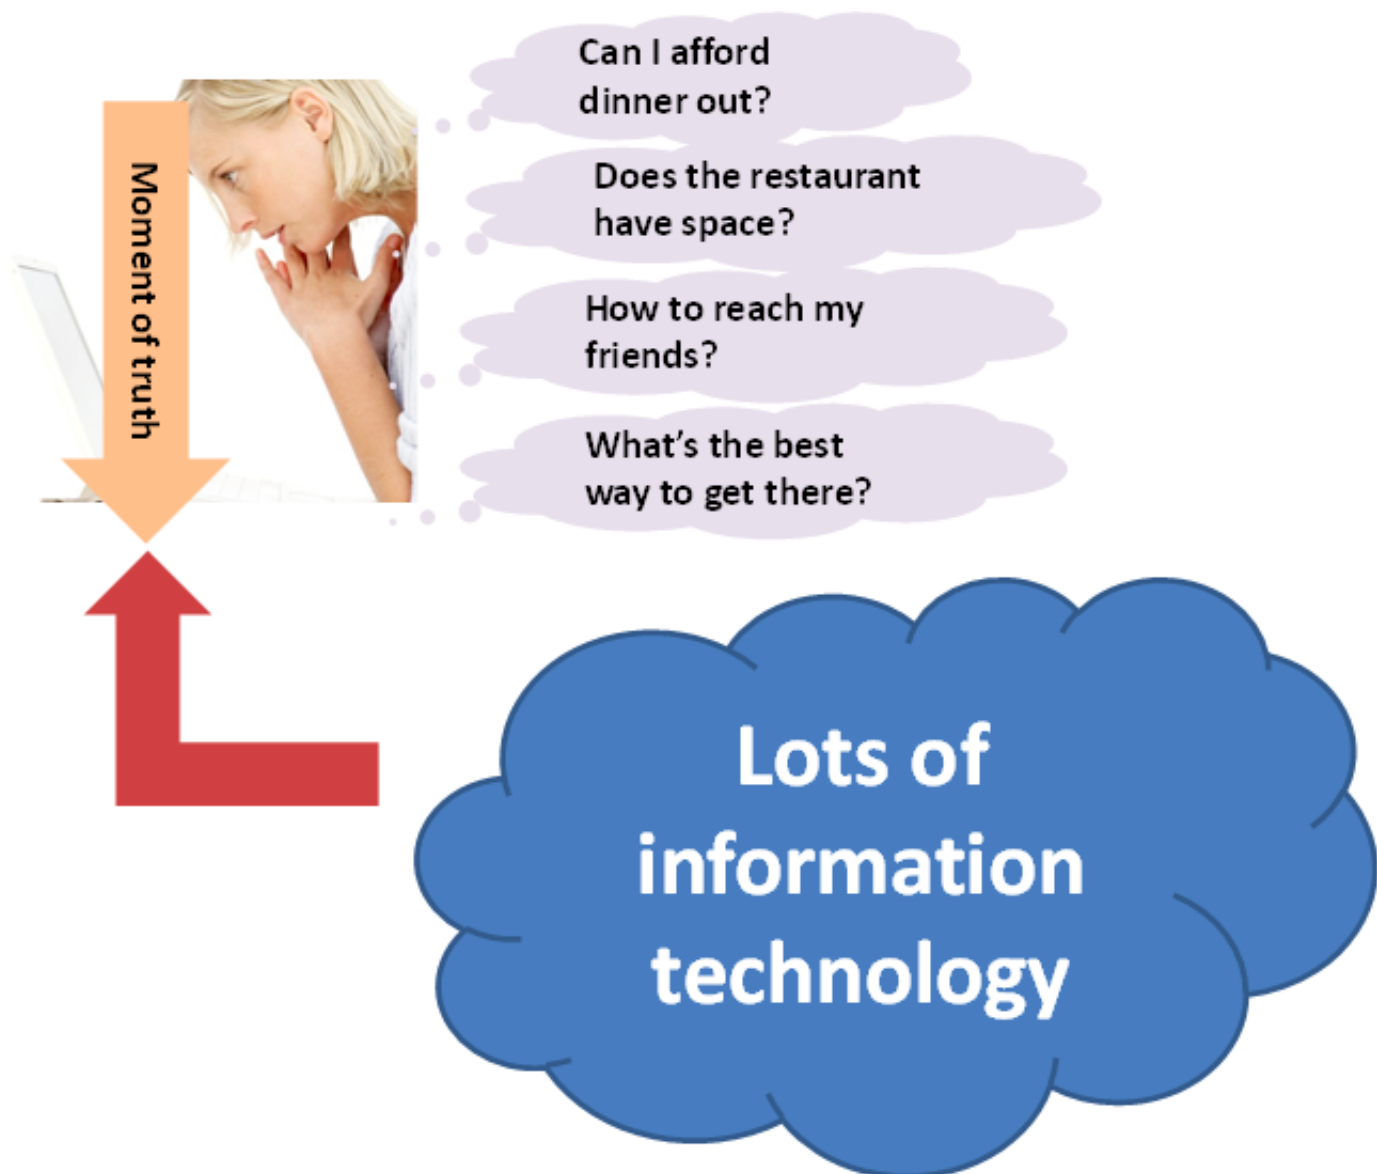 Can I afford
dinner out?
Does the restaurant
have space?
How to reach my
friends?
What's the best
way to get there?
Moment of truth
Lots of
information
technology